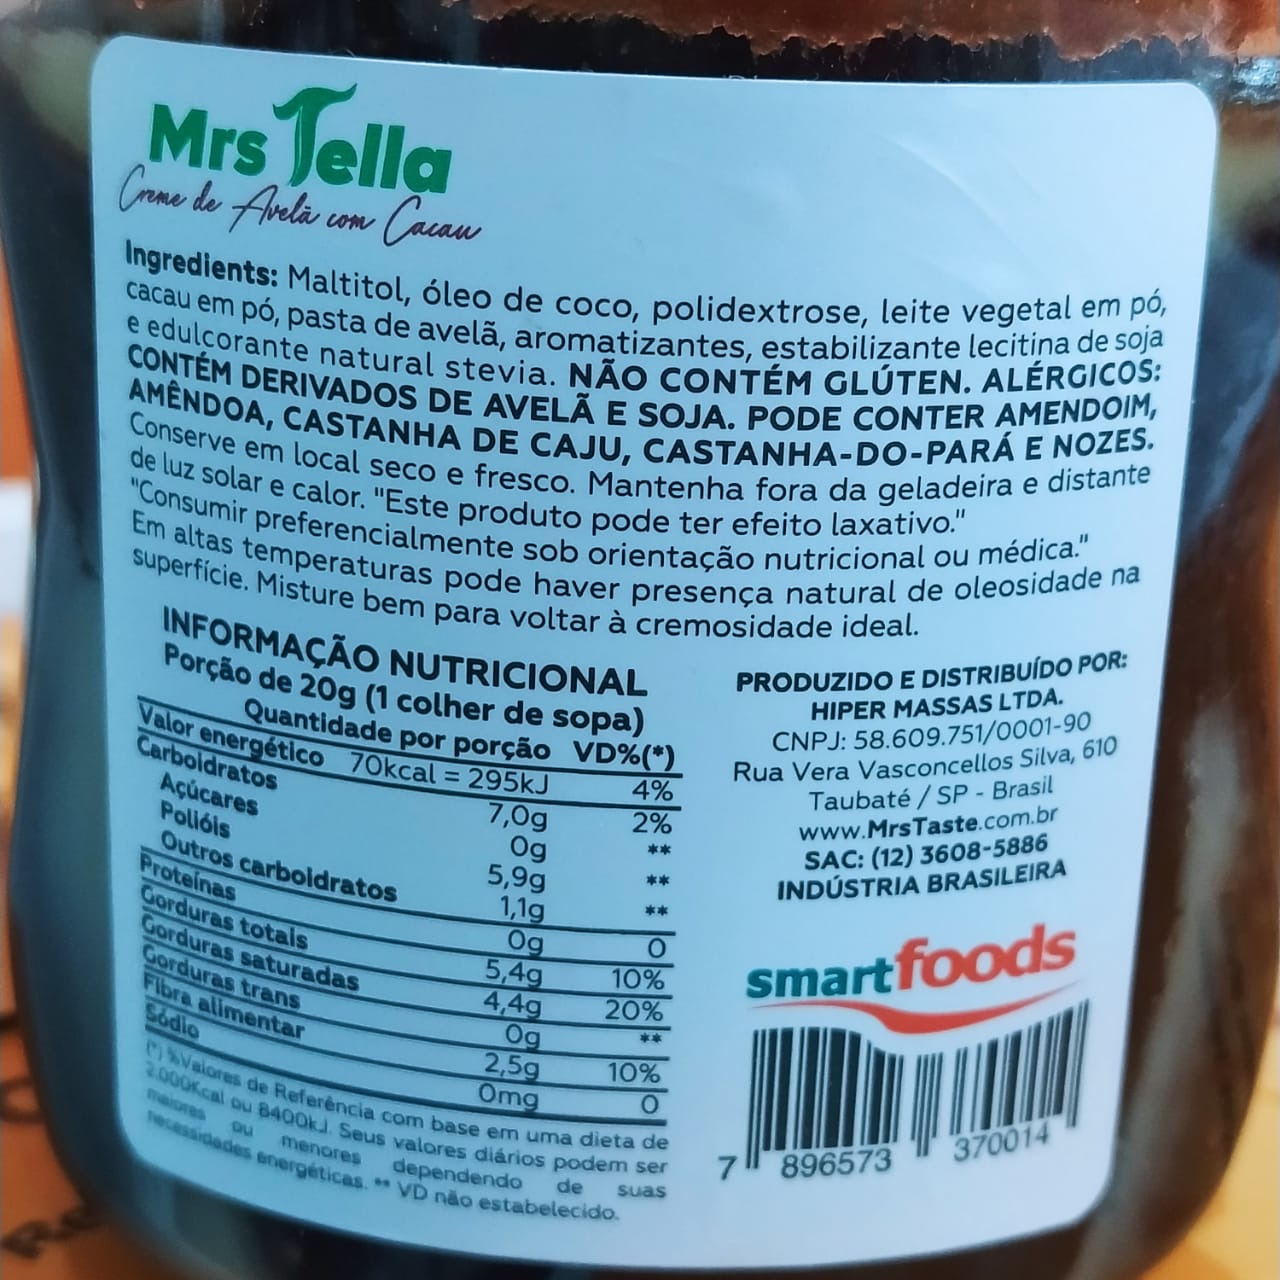 Mrs Tella
Creme de Avelã com Cacau
Ingredients: Maltitol, óleo de coco, polidextrose, leite vegetal em pó,
cacau em pó, pasta de avelã, aromatizantes, estabilizante lecitina de soja
e edulcorante natural stevia. NÃO CONTÉM GLÚTEN. ALÉRGICOS:
CONTÉM DERIVADOS DE AVELÃ E SOJA. PODE CONTER AMENDOIM,
AMÊNDOA, CASTANHA DE CAJU, CASTANHA-DO-PARÁ E NOZES.
Conserve em local seco e fresco. Mantenha fora da geladeira e distante
de luz solar e calor. "Este produto pode ter efeito laxativo."
"Consumir preferencialmente sob orientação nutricional ou médica."
Em altas temperaturas pode haver presença natural de oleosidade na
superfície. Misture bem para voltar à cremosidade ideal.
INFORMAÇÃO NUTRICIONAL
Porção de 20g (1 colher de sopa)
Quantidade por porção VD%(*)
Valor energético 70kcal = 295kJ 4%
Carboidratos 7,0g 2%
Açúcares 0g **
Polióis 5,9g **
Outros carboidratos 1,1g **
Proteínas 0g 0
Gorduras totais 5,4g 10%
Gorduras saturadas 4,4g 20%
Gorduras trans 0g **
Fibra alimentar 2,5g 10%
Sódio 0mg 0
(*) %Valores de Referência com base em uma dieta de
2.000Kcal ou 8400kJ. Seus valores diários podem ser
maiores ou menores dependendo de suas
necessidades energéticas. ** VD não estabelecido.
PRODUZIDO E DISTRIBUÍDO POR:
HIPER MASSAS LTDA.
CNPJ: 58.609.751/0001-90
Rua Vera Vasconcellos Silva, 610
Taubaté / SP - Brasil
www.MrsTaste.com.br
SAC: (12) 3608-5886
INDÚSTRIA BRASILEIRA
smartfoods
7 896573 370014